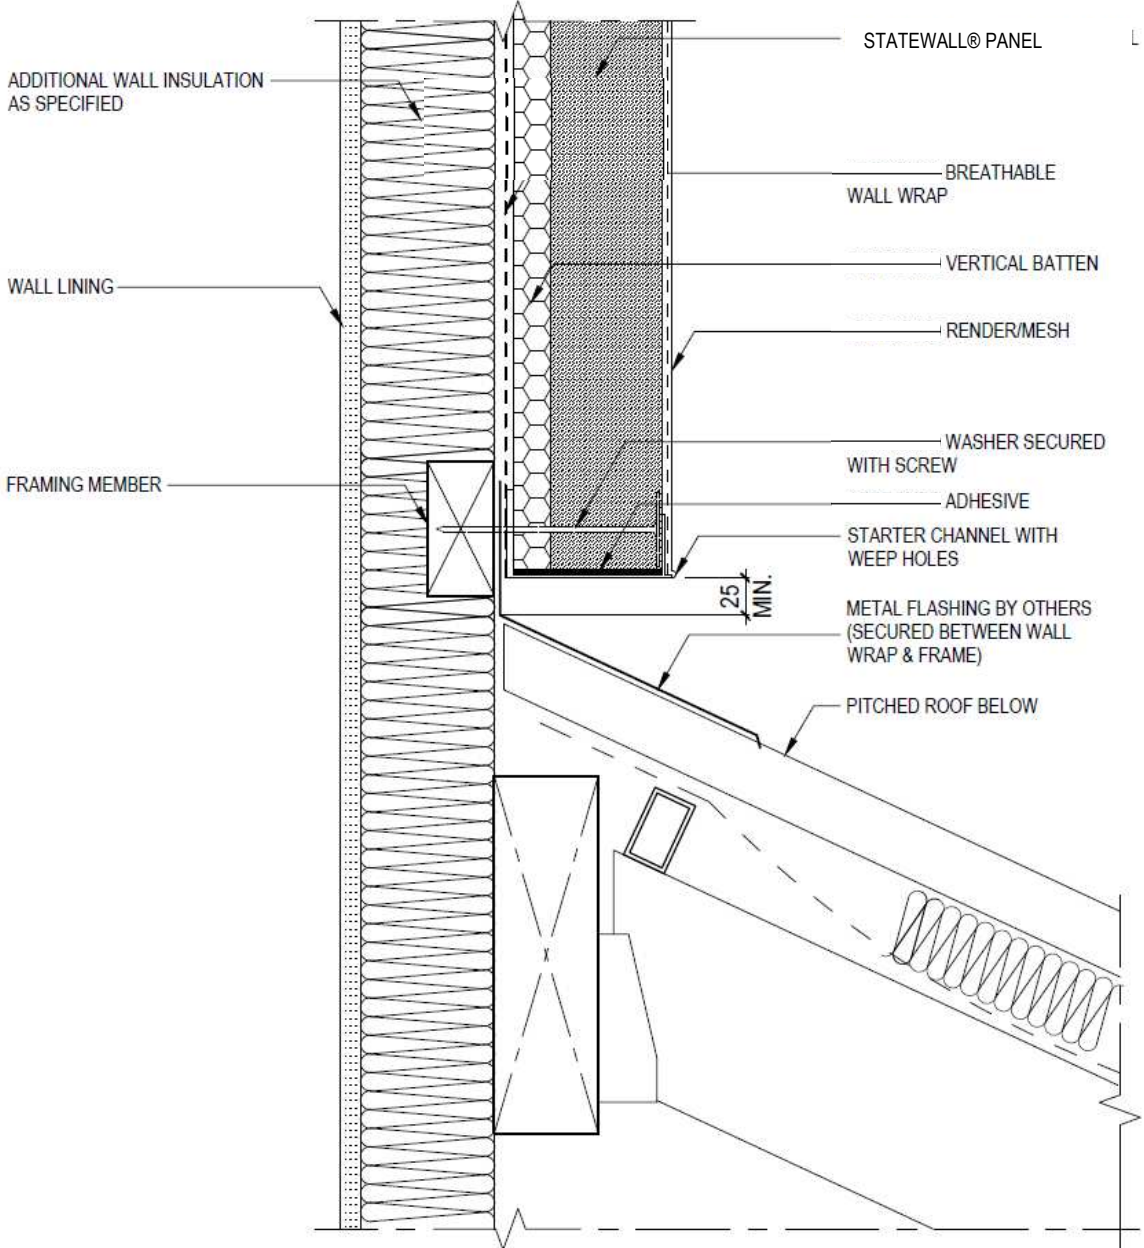 STATEWALL® PANEL
L
ADDITIONAL WALL INSULATION
AS SPECIFIED
BREATHABLE
WALL WRAP
VERTICAL BATTEN
WALL LINING
RENDER/MESH
WASHER SECURED
WITH SCREW
FRAMING MEMBER
ADHESIVE
STARTER CHANNEL WITH
WEEP HOLES
25
MIN.
METAL FLASHING BY OTHERS
(SECURED BETWEEN WALL
WRAP & FRAME)
PITCHED ROOF BELOW